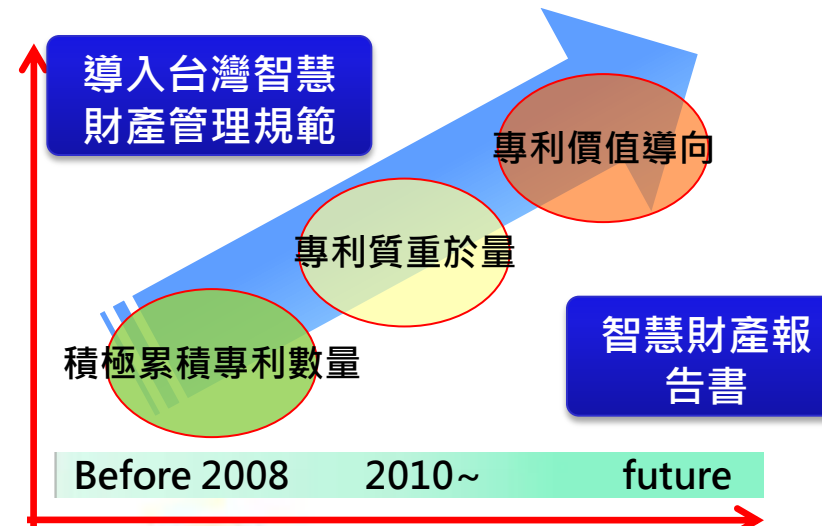 導入台灣智慧
財產管理規範
專利價值導向
專利質重於量
智慧財產報
告書
積極累積專利數量
Before 2008 2010~ future